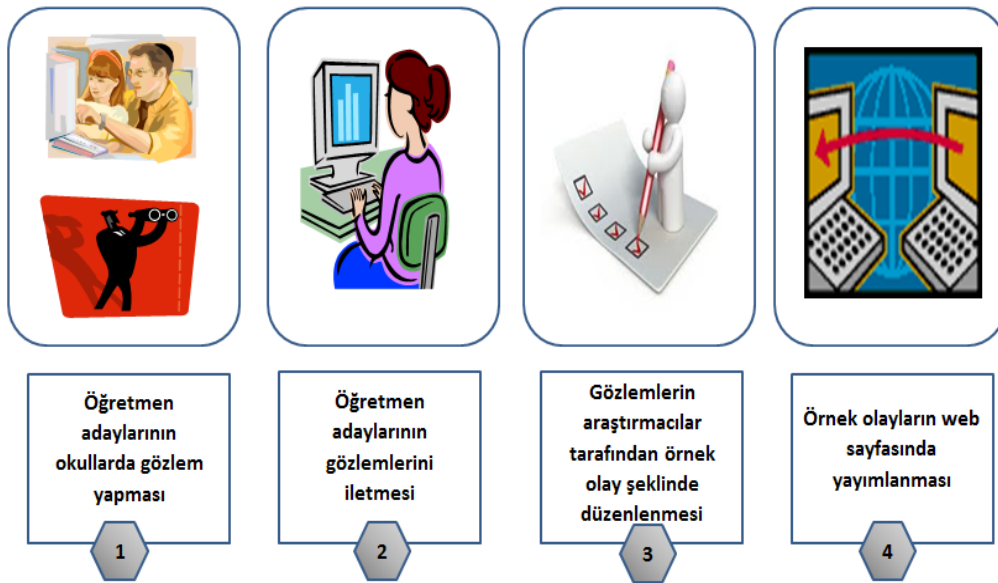 Öğretmen
adaylarının
okullarda gözlem
yapması
1
Öğretmen
adaylarının
gözlemlerini
iletmesi
2
Gözlemlerin
araştırmacılar
tarafından örnek
olay şeklinde
düzenlenmesi
3
Örnek olayların web
sayfasında
yayımlanması
4